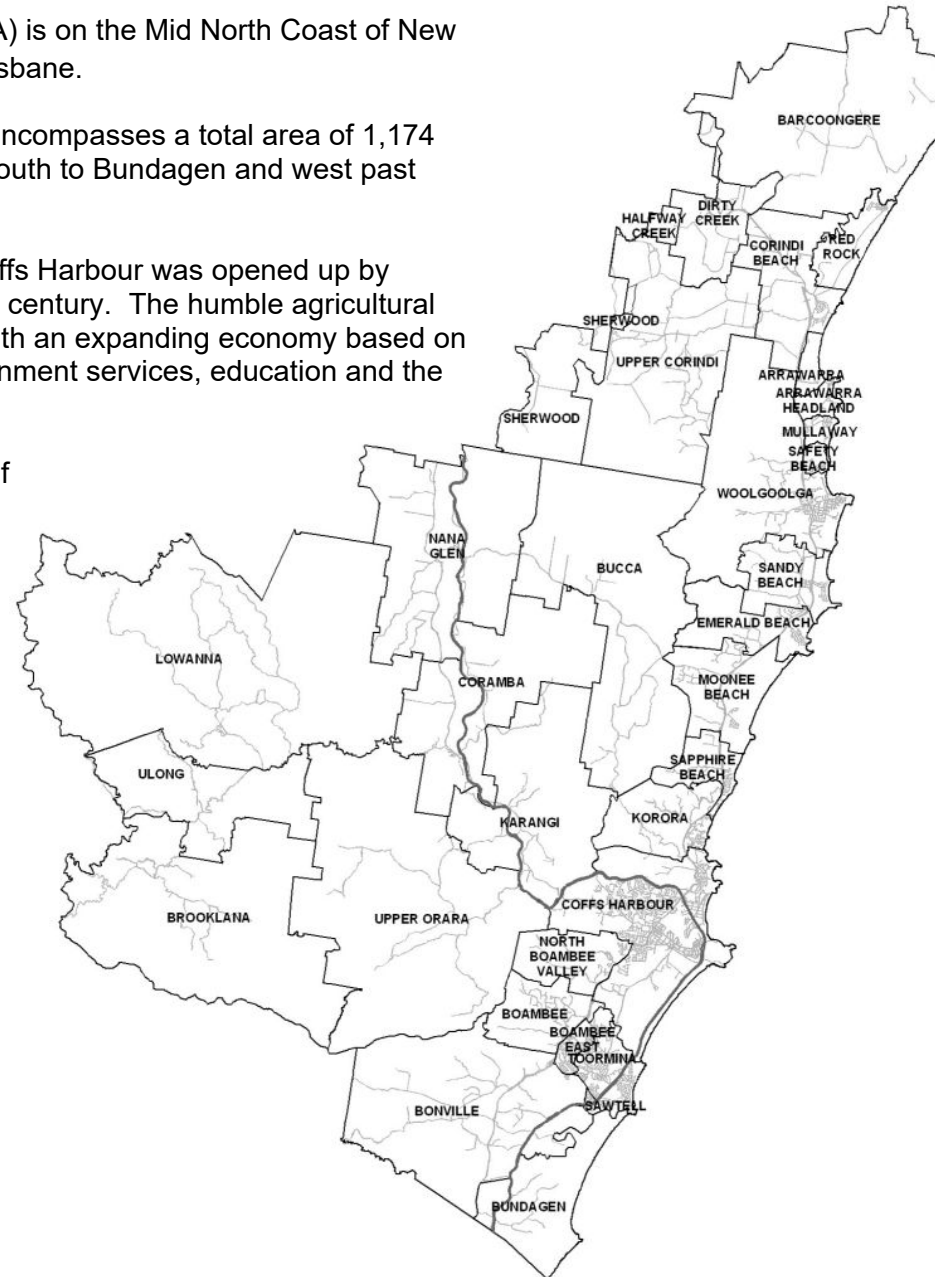 A) is on the Mid North Coast of New
sbane.
ncompasses a total area of 1,174
outh to Bundagen and west past
ffs Harbour was opened up by
century. The humble agricultural
th an expanding economy based on
nment services, education and the
f
BARCOONGERE
HALFWAY
CREEK
DIRTY
CREEK
CORINDI
BEACH
RED
ROCK
SHERWOOD
UPPER CORINDI
SHERWOOD
ARRAWARRA
ARRAWARRA
HEADLAND
MULLAWAY
SAFETY
BEACH
WOOLGOOLGA
NANA
GLEN
BUCCA
SANDY
BEACH
EMERALD BEACH
LOWANNA
CORAMBA
MOONEE
BEACH
ULONG
SAPPHIRE
BEACH
KARANGI
KORORA
BROOKLANA
UPPER ORARA
COFFS HARBOUR
NORTH
BOAMBEE
VALLEY
BOAMBEE
BOAMBEE
EAST
TOORMINA
BONVILLE
SAWTELL
BUNDAGEN